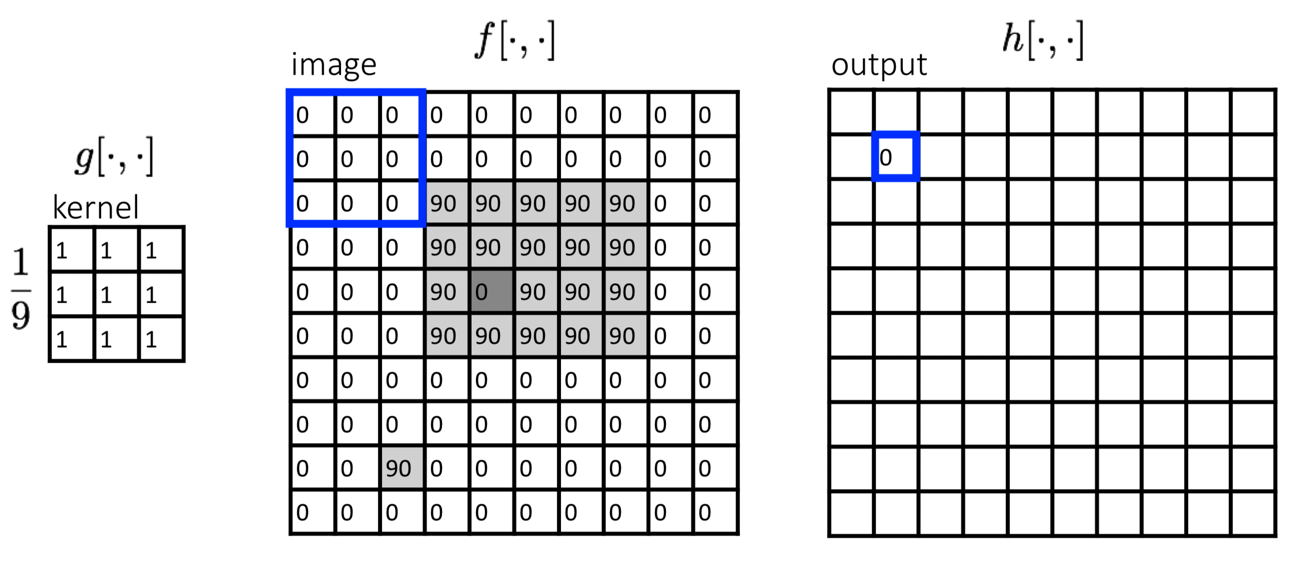 f[·,·]
h[·,·]
image
output
g[·,·]
kernel
1/9
1 1 1
1 1 1
1 1 1
0 0 0 0 0 0 0 0 0 0
0 0 0 0 0 0 0 0 0 0
0 0 0 90 90 90 90 90 0 0
0 0 0 90 90 90 90 90 0 0
0 0 0 90 0 90 90 90 0 0
0 0 0 90 90 90 90 90 0 0
0 0 0 0 0 0 0 0 0 0
0 0 0 0 0 0 0 0 0 0
0 0 90 0 0 0 0 0 0 0
0 0 0 0 0 0 0 0 0 0
0